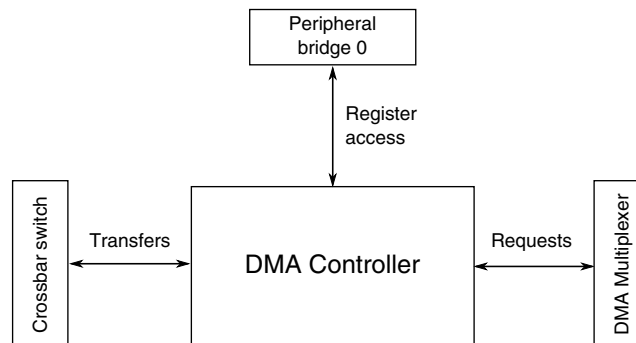 Peripheral
bridge 0
Register
access
Crossbar switch
Transfers
DMA Controller
Requests
DMA Multiplexer